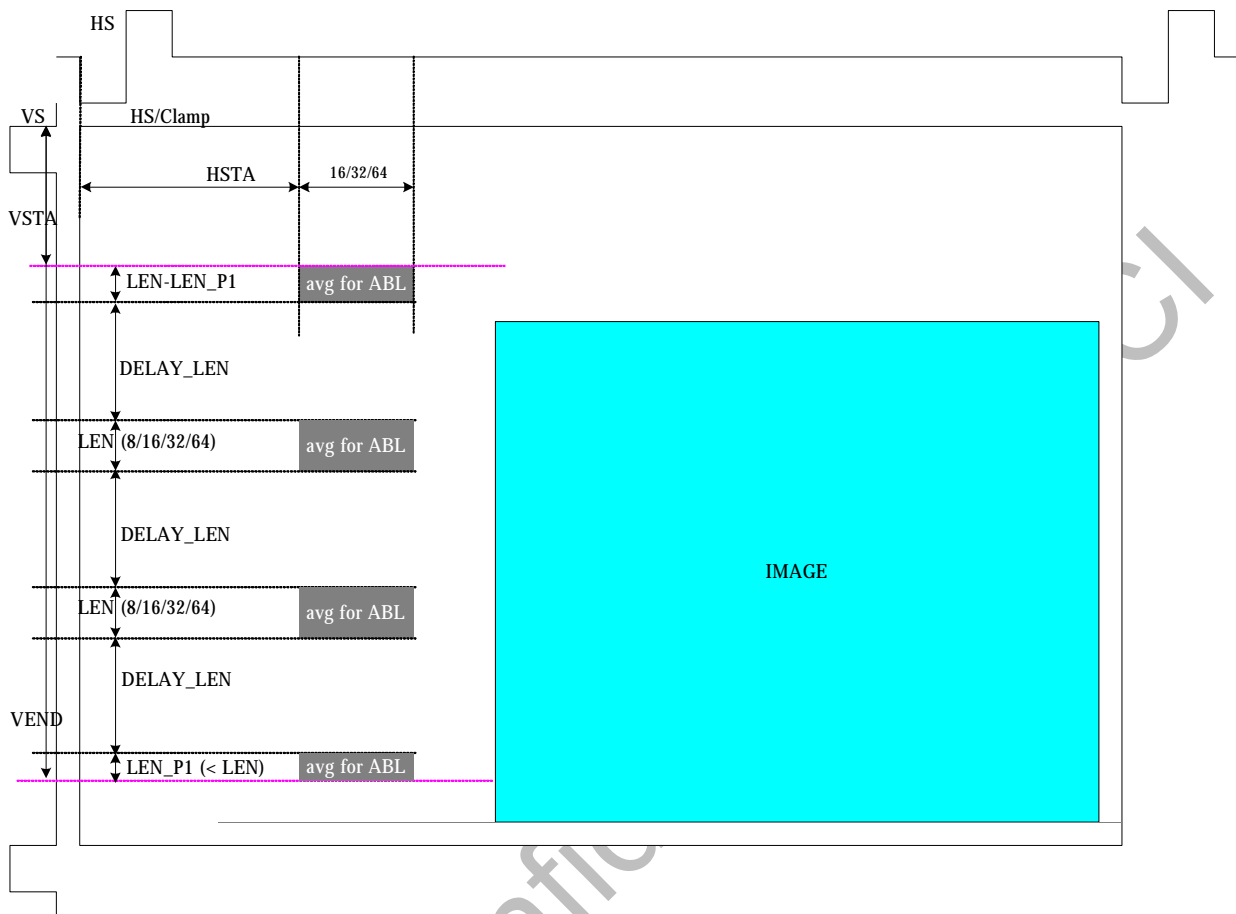 HS
VS
HS/Clamp
HSTA
16/32/64
VSTA
LEN-LEN_P1
avg for ABL
DELAY_LEN
LEN (8/16/32/64)
avg for ABL
DELAY_LEN
IMAGE
LEN (8/16/32/64)
avg for ABL
DELAY_LEN
VEND
LEN_P1 (< LEN)
avg for ABL